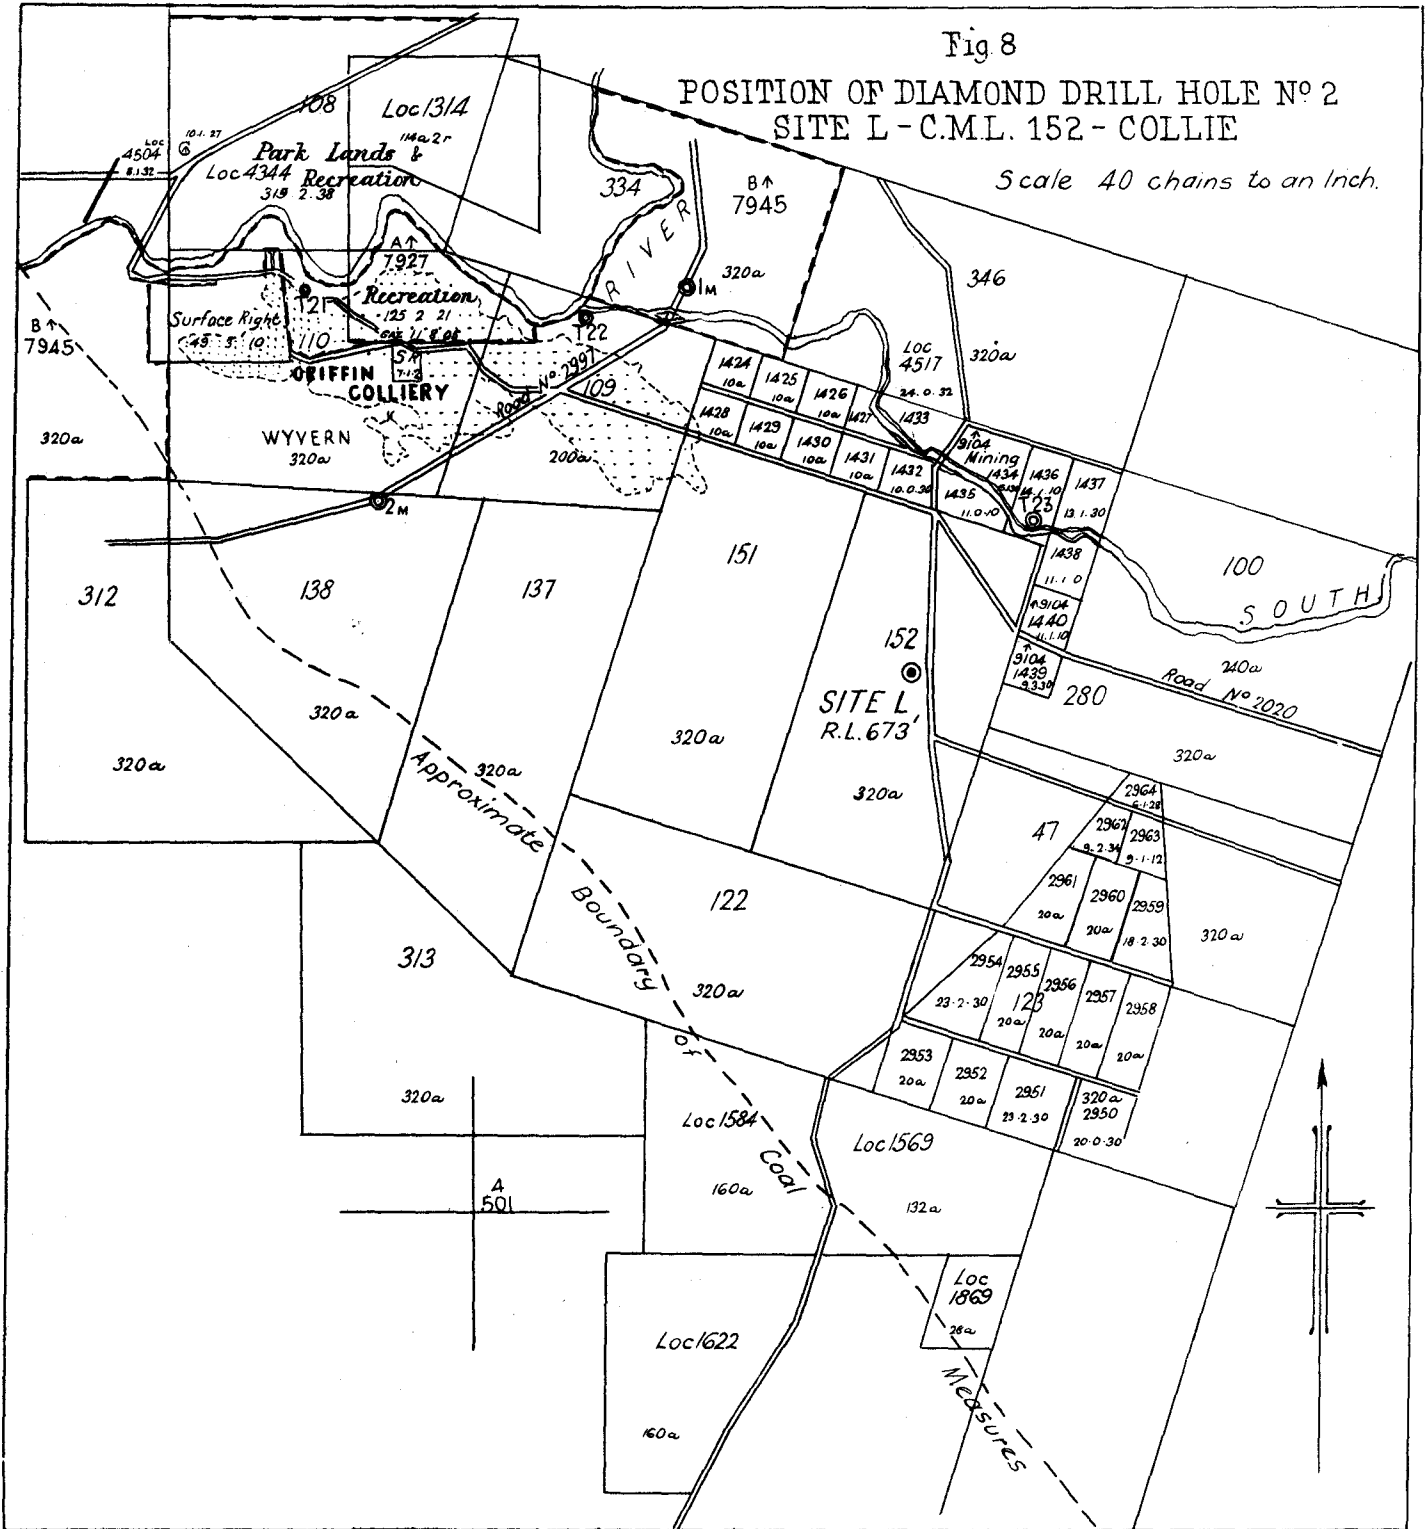 Fig. 8
POSITION OF DIAMOND DRILL HOLE Nº 2
SITE L - C.M.L. 152 - COLLIE
Scale 40 chains to an Inch.
108
Loc 1314
114a 2r
LOC
4504
6.1.32
10.1.27
Park Lands &
Recreation
Loc 4344
319 2.38
334
RIVER
B↑
7945
320a
346
320a
A↑
7927
Recreation
125 2 21
GAZ 11 8 05
T21
T22
1M
B↑
7945
320a
Surface Right
110
GRIFFIN
COLLIERY
S R
7.1.2
K
WYVERN
320a
Road Nº 2997
109
200a
2M
LOC
4517
24.0.32
1424
10a
1425
10a
1426
10a
1427
1433
1428
10a
1429
10a
1430
10a
1431
10a
1432
10.0.30
1435
11.0.10
↑
9104
Mining
1434
1436
14.1.10
1437
13.1.30
T23
1438
11.1.0
↑9104
1440
11.1.10
↑
9104
1439
9.3.30
100
SOUTH
240a
Road Nº 2020
280
320a
312
320a
138
320a
137
320a
151
320a
152
SITE L
R.L. 673'
320a
47
2964
6.1.28
2962
9.2.34
2963
9.1.12
2961
20a
2960
20a
2959
18.2.30
320a
122
320a
2954
23.2.30
2955
20a
123
2956
20a
2957
20a
2958
20a
2953
20a
2952
20a
2951
23.2.30
320a
2950
20.0.30
313
320a
A
501
Loc 1584
160a
Loc 1569
132a
Loc 1869
28a
Loc 1622
160a
Approximate Boundary of Coal Measures